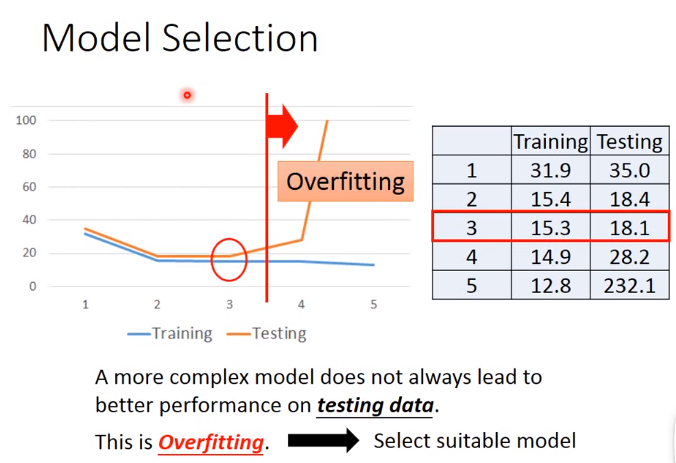 Model Selection
100
80
60
40
20
0
1 2 3 4 5
Overfitting
Training Testing
Training Testing
1 31.9 35.0
2 15.4 18.4
3 15.3 18.1
4 14.9 28.2
5 12.8 232.1
A more complex model does not always lead to
better performance on testing data.
This is Overfitting. Select suitable model